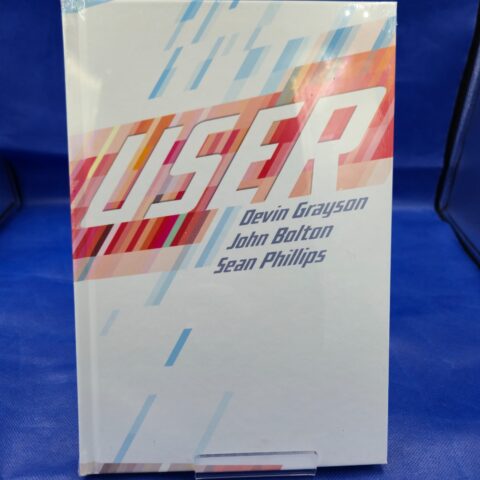 USER
Devin Grayson
John Bolton
Sean Phillips